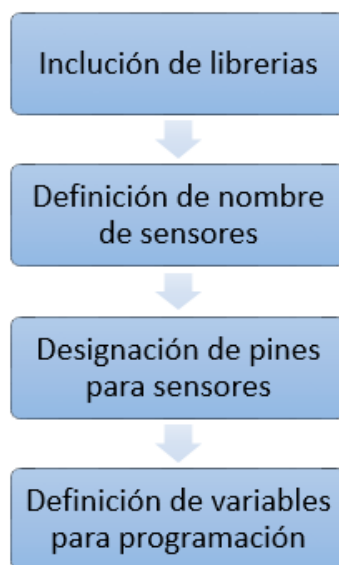 Inclución de librerias
Definición de nombre
de sensores
Designación de pines
para sensores
Definición de variables
para programación